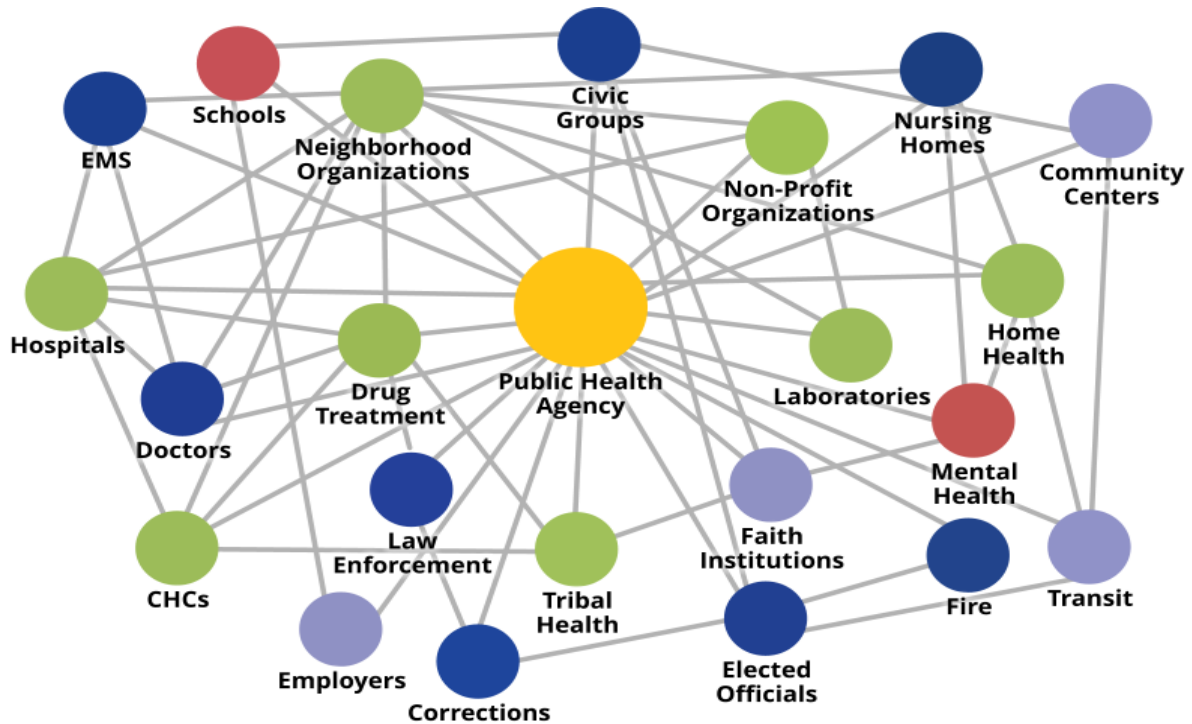 Schools
Civic
Groups
EMS
Neighborhood
Organizations
Nursing
Homes
Non-Profit
Organizations
Community
Centers
Hospitals
Drug
Treatment
Public Health
Agency
Laboratories
Home
Health
Doctors
Mental
Health
Law
Enforcement
Faith
Institutions
CHCs
Tribal
Health
Fire
Transit
Employers
Corrections
Elected
Officials